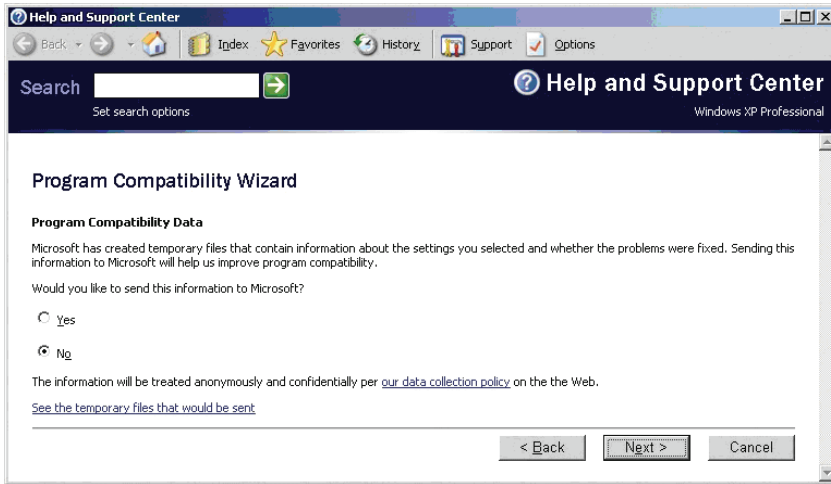 Help and Support Center
Back Index Favorites History Support Options
Search
Help and Support Center
Set search options
Windows XP Professional
Program Compatibility Wizard
Program Compatibility Data
Microsoft has created temporary files that contain information about the settings you selected and whether the problems were fixed. Sending this
information to Microsoft will help us improve program compatibility.
Would you like to send this information to Microsoft?
Yes
No
The information will be treated anonymously and confidentially per our data collection policy on the the Web.
See the temporary files that would be sent
< Back Next > Cancel